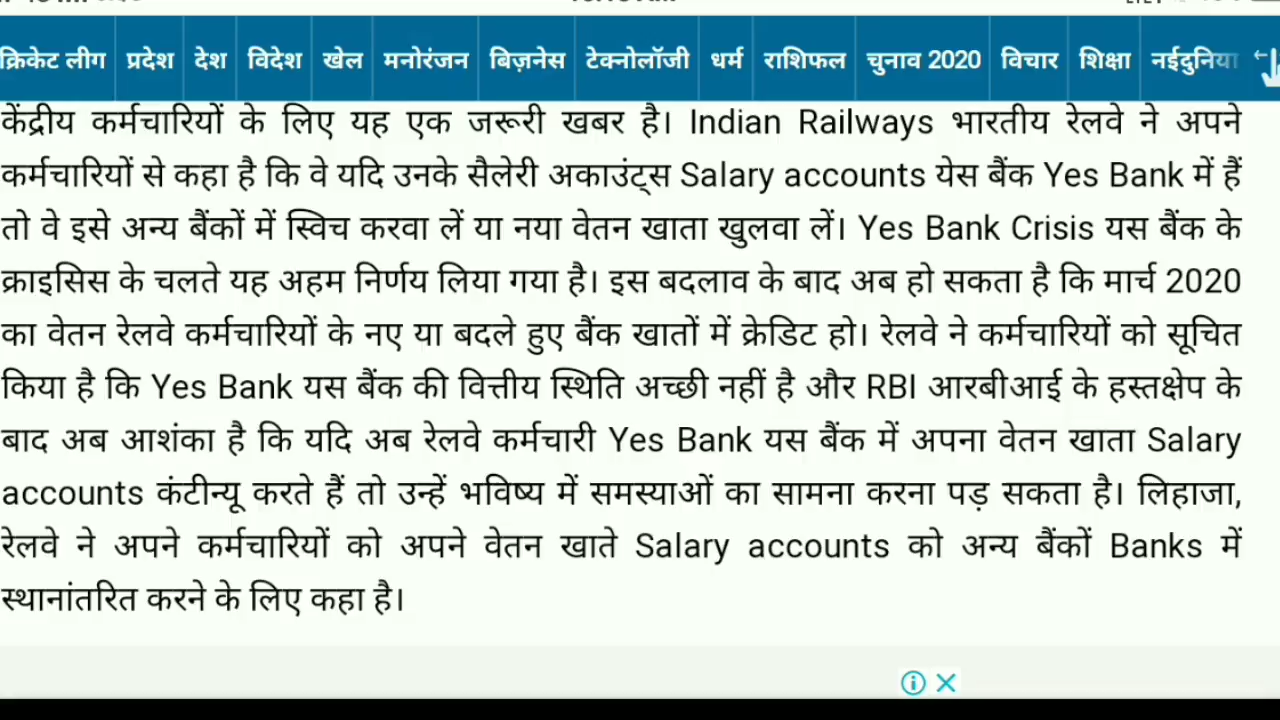 क्रिकेट लीग प्रदेश देश विदेश खेल मनोरंजन बिज़नेस टेक्नोलॉजी धर्म राशिफल चुनाव 2020 विचार शिक्षा नईदुनिया
केंद्रीय कर्मचारियों के लिए यह एक जरूरी खबर है। Indian Railways भारतीय रेलवे ने अपने
कर्मचारियों से कहा है कि वे यदि उनके सैलेरी अकाउंट्स Salary accounts येस बैंक Yes Bank में हैं
तो वे इसे अन्य बैंकों में स्विच करवा लें या नया वेतन खाता खुलवा लें। Yes Bank Crisis यस बैंक के
क्राइसिस के चलते यह अहम निर्णय लिया गया है। इस बदलाव के बाद अब हो सकता है कि मार्च 2020
का वेतन रेलवे कर्मचारियों के नए या बदले हुए बैंक खातों में क्रेडिट हो। रेलवे ने कर्मचारियों को सूचित
किया है कि Yes Bank यस बैंक की वित्तीय स्थिति अच्छी नहीं है और RBI आरबीआई के हस्तक्षेप के
बाद अब आशंका है कि यदि अब रेलवे कर्मचारी Yes Bank यस बैंक में अपना वेतन खाता Salary
accounts कंटीन्यू करते हैं तो उन्हें भविष्य में समस्याओं का सामना करना पड़ सकता है। लिहाजा,
रेलवे ने अपने कर्मचारियों को अपने वेतन खाते Salary accounts को अन्य बैंकों Banks में
स्थानांतरित करने के लिए कहा है।